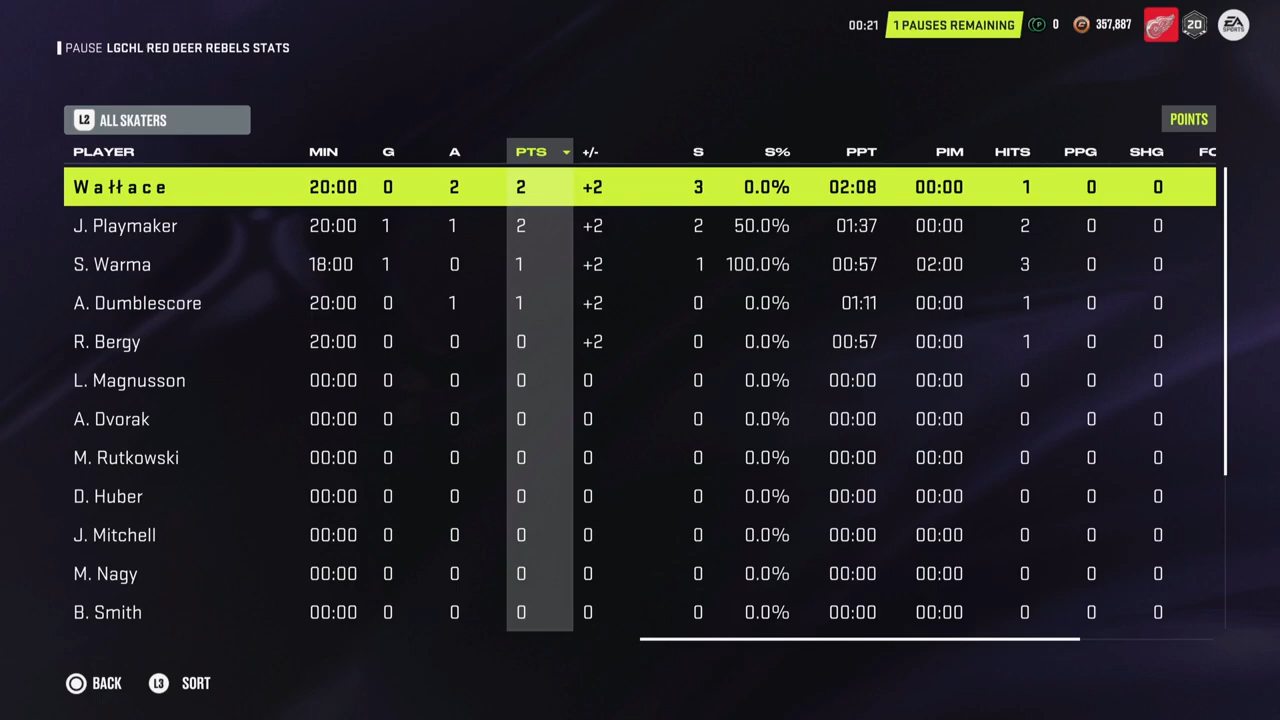 00:21 1 PAUSES REMAINING CP 0 C 357,887 20 EA SPORTS
PAUSE LGCHL RED DEER REBELS STATS
L2 ALL SKATERS POINTS
PLAYER MIN G A PTS +/- S S% PPT PIM HITS PPG SHG
Wałłace 20:00 0 2 2 +2 3 0.0% 02:08 00:00 1 0 0
J. Playmaker 20:00 1 1 2 +2 2 50.0% 01:37 00:00 2 0 0
S. Warma 18:00 1 0 1 +2 1 100.0% 00:57 02:00 3 0 0
A. Dumblescore 20:00 0 1 1 +2 0 0.0% 01:11 00:00 1 0 0
R. Bergy 20:00 0 0 0 +2 0 0.0% 00:57 00:00 1 0 0
L. Magnusson 00:00 0 0 0 0 0 0.0% 00:00 00:00 0 0 0
A. Dvorak 00:00 0 0 0 0 0 0.0% 00:00 00:00 0 0 0
M. Rutkowski 00:00 0 0 0 0 0 0.0% 00:00 00:00 0 0 0
D. Huber 00:00 0 0 0 0 0 0.0% 00:00 00:00 0 0 0
J. Mitchell 00:00 0 0 0 0 0 0.0% 00:00 00:00 0 0 0
M. Nagy 00:00 0 0 0 0 0 0.0% 00:00 00:00 0 0 0
B. Smith 00:00 0 0 0 0 0 0.0% 00:00 00:00 0 0 0
BACK L3 SORT